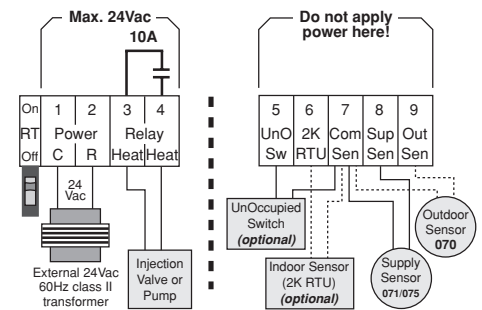 Max. 24Vac
10A
Do not apply
power here!
On
RT
Off
1 2 3 4
Power Relay
C R Heat Heat
24
Vac
External 24Vac
60Hz class II
transformer
Injection
Valve or
Pump
5 6 7 8 9
UnO 2K Com Sup Out
Sw RTU Sen Sen Sen
UnOccupied
Switch
(optional)
Indoor Sensor
(2K RTU)
(optional)
Supply
Sensor
071/075
Outdoor
Sensor
070